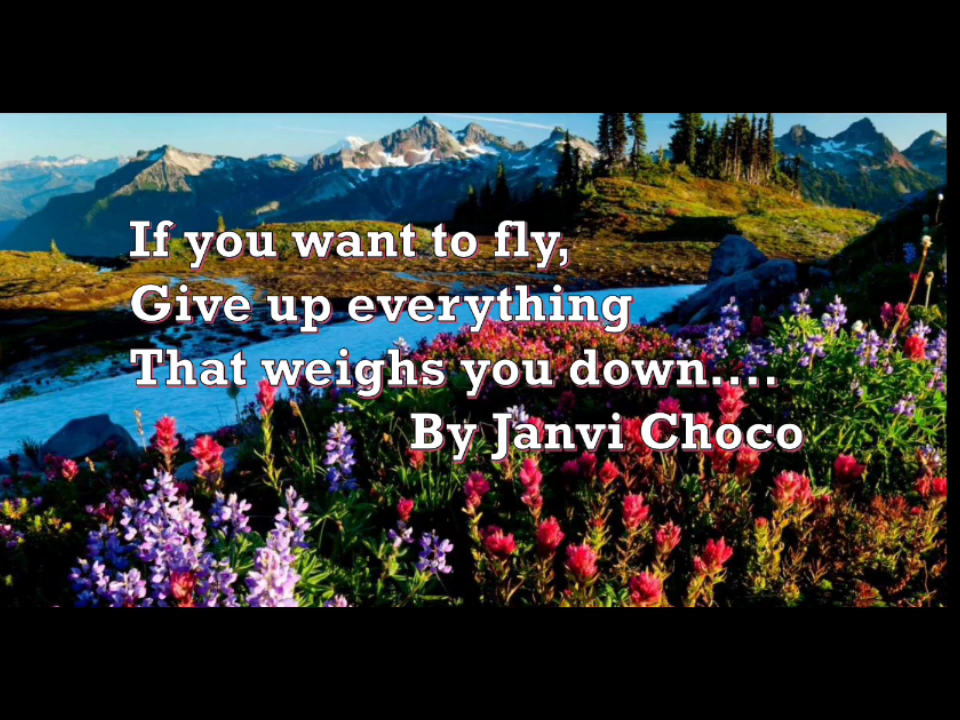 If you want to fly,
Give up everything
That weighs you down....
By Janvi Choco